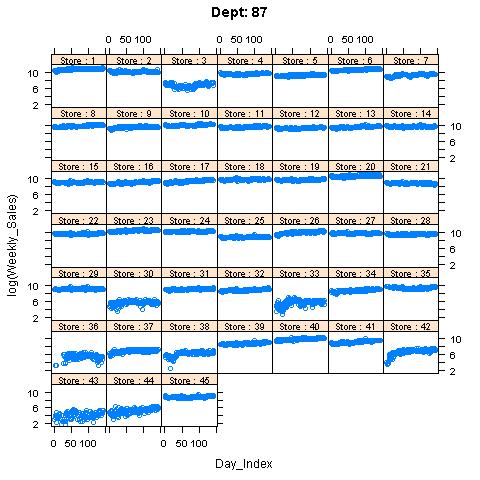 Dept: 87
0 50 100 0 50 100 0 50 100
Store : 1 Store : 2 Store : 3 Store : 4 Store : 5 Store : 6 Store : 7
10
6
2
Store : 8 Store : 9 Store : 10 Store : 11 Store : 12 Store : 13 Store : 14
10
6
2
Store : 15 Store : 16 Store : 17 Store : 18 Store : 19 Store : 20 Store : 21
10
6
2
Store : 22 Store : 23 Store : 24 Store : 25 Store : 26 Store : 27 Store : 28
10
6
2
Store : 29 Store : 30 Store : 31 Store : 32 Store : 33 Store : 34 Store : 35
10
6
2
Store : 36 Store : 37 Store : 38 Store : 39 Store : 40 Store : 41 Store : 42
10
6
2
Store : 43 Store : 44 Store : 45
10
6
2
0 50 100 0 50 100
log(Weekly_Sales)
Day_Index